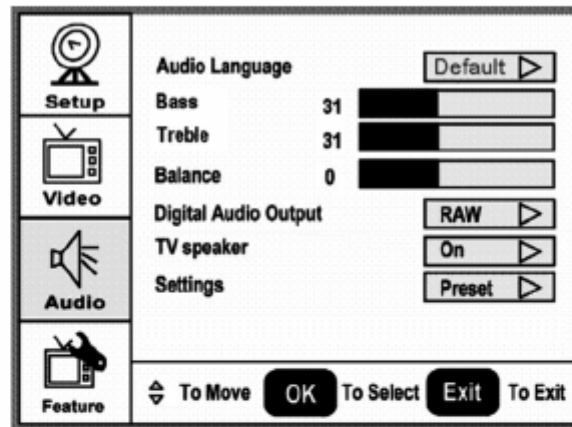 Setup
Video
Audio
Feature
Audio Language Default
Bass 31
Treble 31
Balance 0
Digital Audio Output RAW
TV speaker On
Settings Preset
To Move OK To Select Exit To Exit